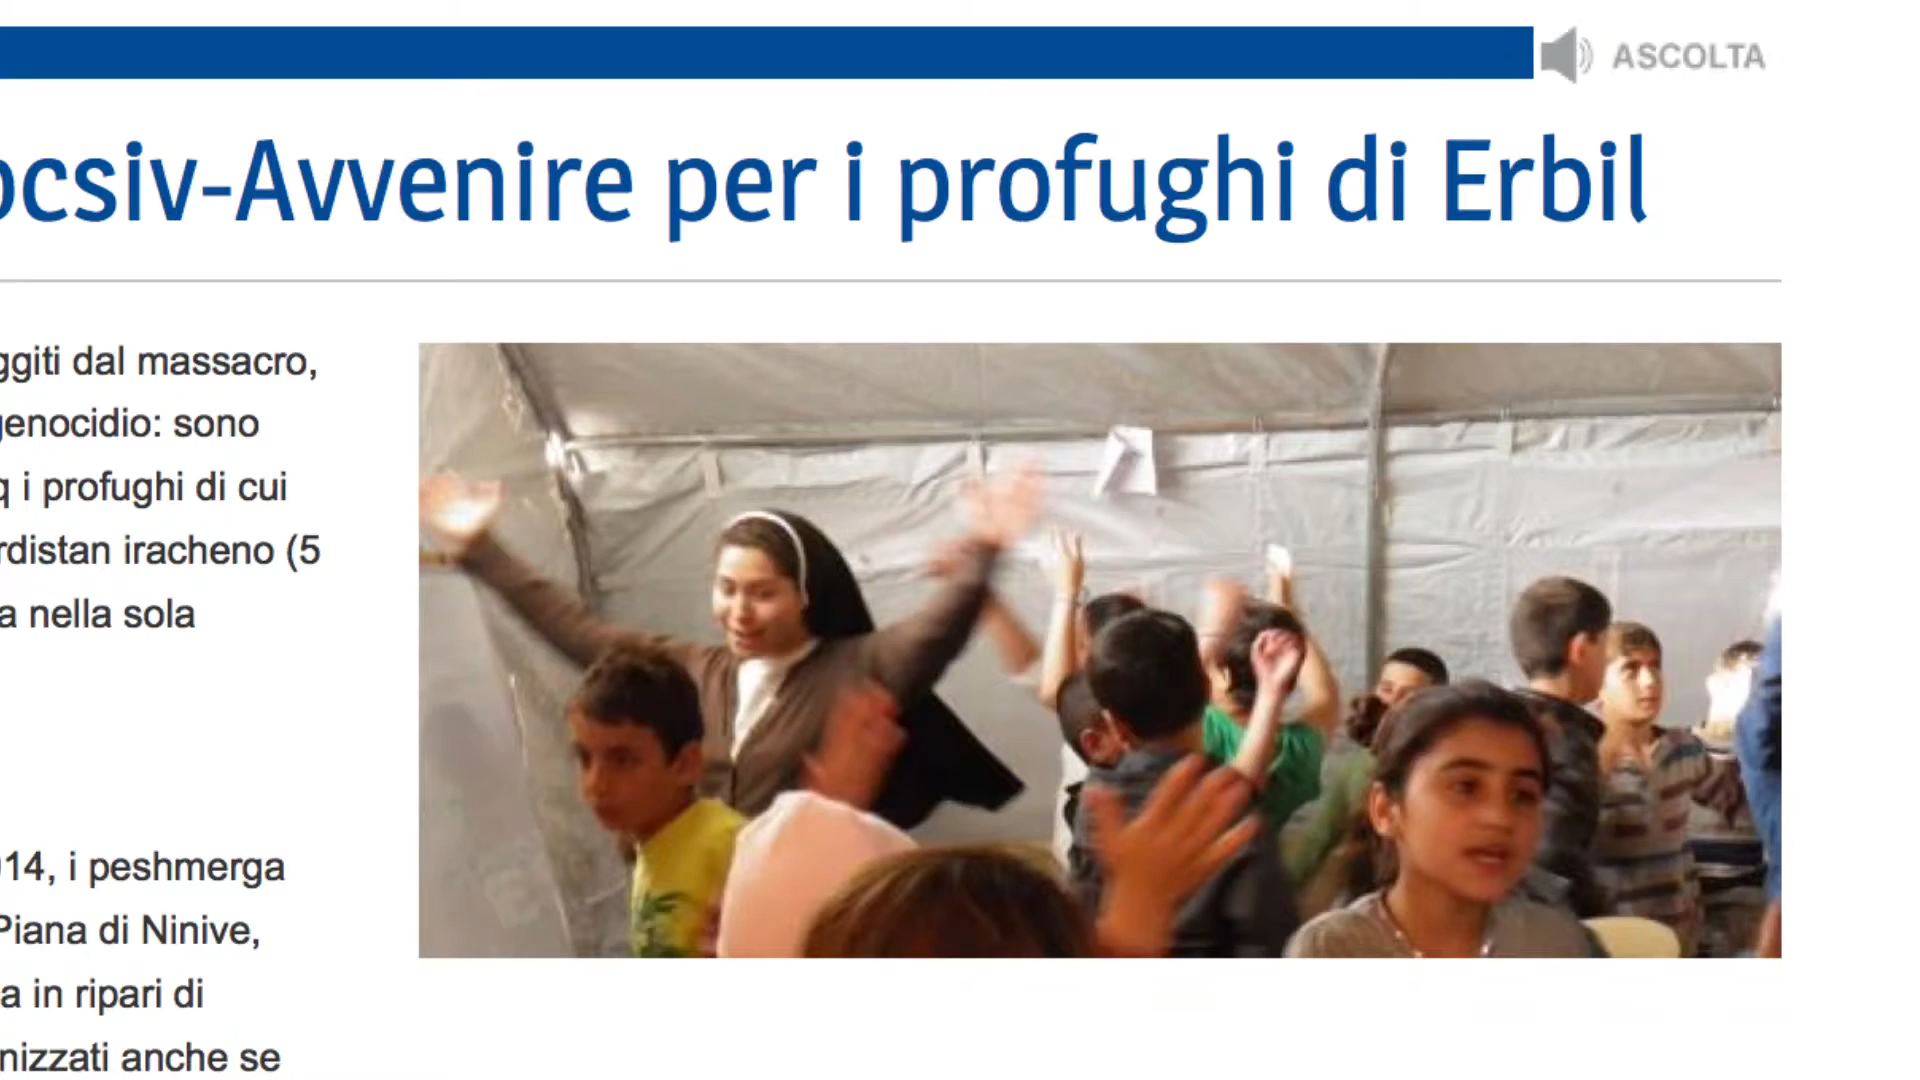 ASCOLTA
ocsiv-Avvenire per i profughi di Erbil
ggiti dal massacro,
genocidio: sono
q i profughi di cui
rdistan iracheno (5
a nella sola
014, i peshmerga
Piana di Ninive,
a in ripari di
nizzati anche se